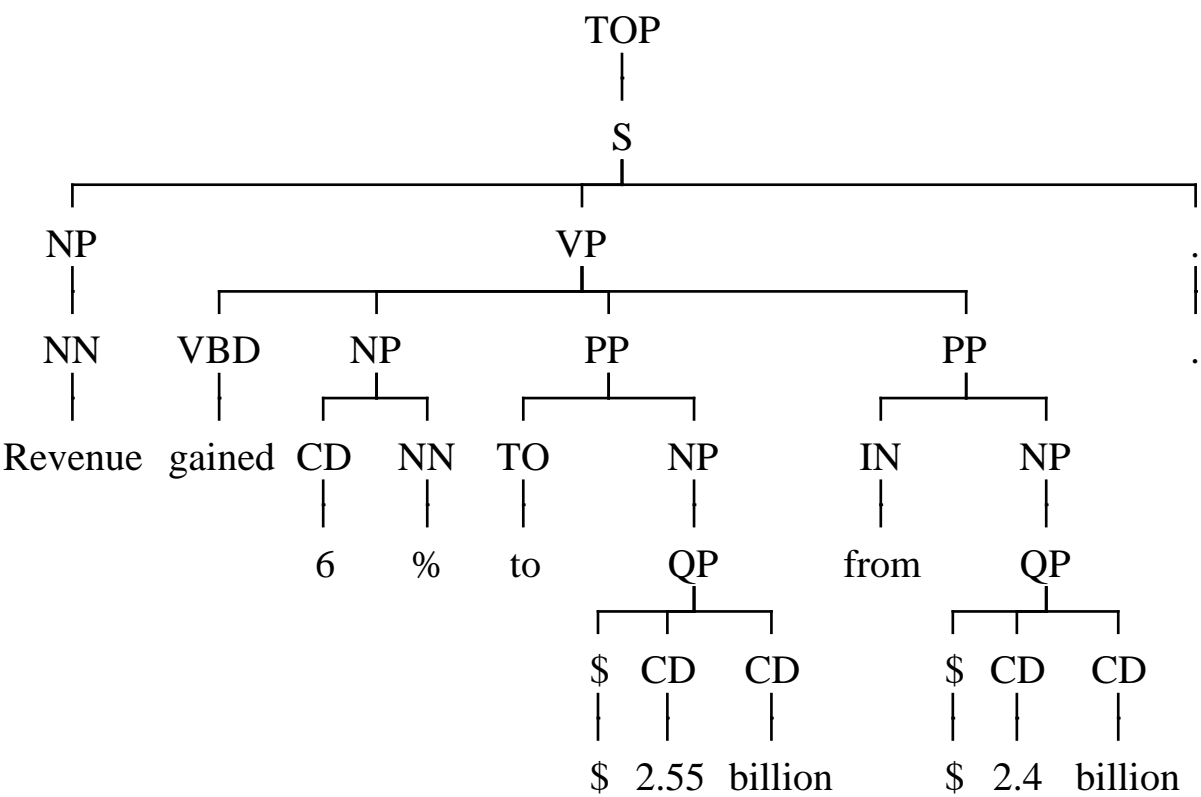 TOP
S
NP VP .
NN VBD NP PP PP .
Revenue gained CD NN TO NP IN NP
6 % to QP from QP
$ CD CD $ CD CD
$ 2.55 billion $ 2.4 billion